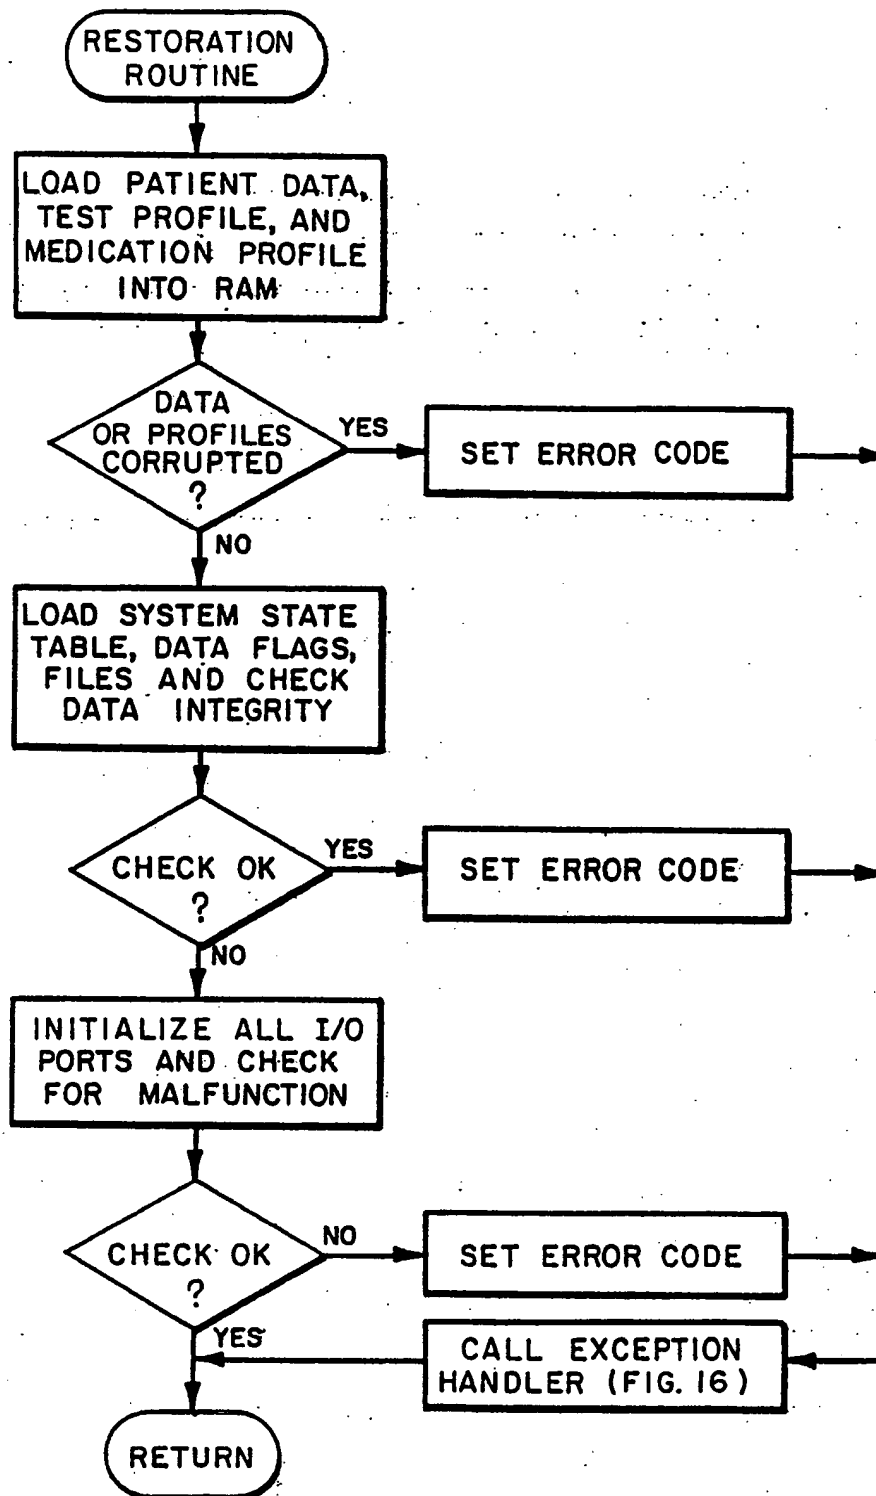 RESTORATION
ROUTINE
LOAD PATIENT DATA,
TEST PROFILE, AND
MEDICATION PROFILE
INTO RAM
DATA
OR PROFILES
CORRUPTED
?
YES
SET ERROR CODE
NO
LOAD SYSTEM STATE
TABLE, DATA FLAGS,
FILES AND CHECK
DATA INTEGRITY
CHECK OK
?
YES
SET ERROR CODE
NO
INITIALIZE ALL I/O
PORTS AND CHECK
FOR MALFUNCTION
CHECK OK
?
NO
SET ERROR CODE
YES
CALL EXCEPTION
HANDLER (FIG. 16)
RETURN